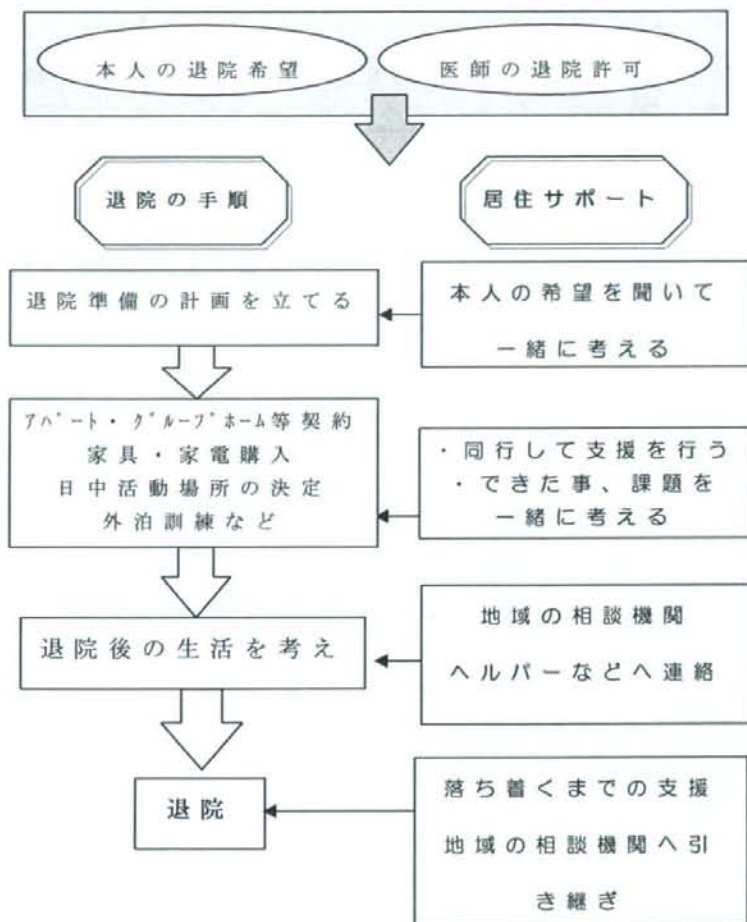 本人の退院希望
医師の退院許可
退院の手順
居住サポート
退院準備の計画を立てる
本人の希望を聞いて
一緒に考える
ｱﾊﾟｰﾄ・ｸﾞﾙｰﾌﾟﾎｰﾑ等契約
家具・家電購入
日中活動場所の決定
外泊訓練など
・同行して支援を行う
・できた事、課題を
一緒に考える
退院後の生活を考え
地域の相談機関
ヘルパーなどへ連絡
退院
落ち着くまでの支援
地域の相談機関へ引
き継ぎ